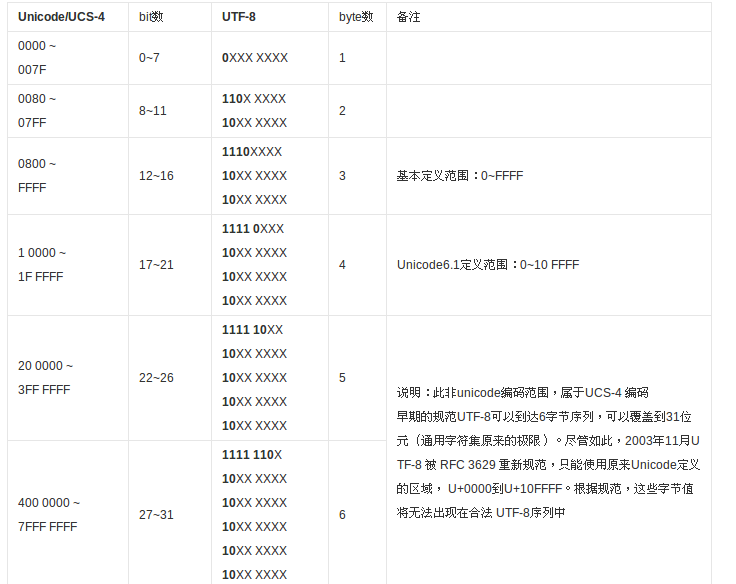 Unicode/UCS-4 bit数 UTF-8 byte数 备注
0000 ~
007F
0~7
0XXX XXXX
1
0080 ~
07FF
8~11
110X XXXX
10XX XXXX
2
0800 ~
FFFF
12~16
1110XXXX
10XX XXXX
10XX XXXX
3
基本定义范围：0~FFFF
1 0000 ~
1F FFFF
17~21
1111 0XXX
10XX XXXX
10XX XXXX
10XX XXXX
4
Unicode6.1定义范围：0~10 FFFF
20 0000 ~
3FF FFFF
22~26
1111 10XX
10XX XXXX
10XX XXXX
10XX XXXX
10XX XXXX
5
说明：此非unicode编码范围，属于UCS-4 编码
早期的规范UTF-8可以到达6字节序列，可以覆盖到31位
元（通用字符集原来的极限）。尽管如此，2003年11月U
TF-8 被 RFC 3629 重新规范，只能使用原来Unicode定义
的区域， U+0000到U+10FFFF。根据规范，这些字节值
将无法出现在合法 UTF-8序列中
400 0000 ~
7FFF FFFF
27~31
1111 110X
10XX XXXX
10XX XXXX
10XX XXXX
10XX XXXX
10XX XXXX
6